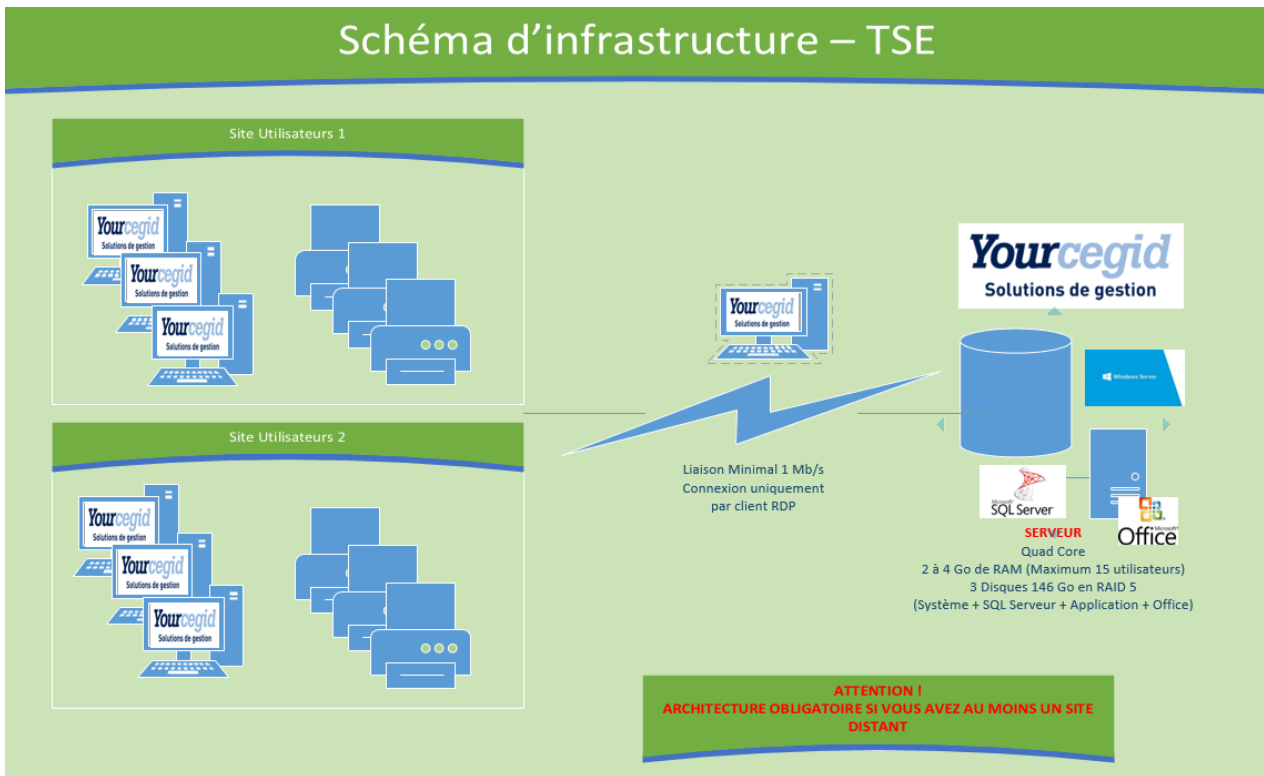 Schéma d'infrastructure – TSE
Site Utilisateurs 1
Yourcegid
Solutions de gestion
Yourcegid
Solutions de gestion
Yourcegid
Solutions de gestion
Site Utilisateurs 2
Yourcegid
Solutions de gestion
Yourcegid
Solutions de gestion
Yourcegid
Solutions de gestion
Yourcegid
Solutions de gestion
Liaison Minimal 1 Mb/s
Connexion uniquement
par client RDP
Yourcegid
Solutions de gestion
Windows Server
Microsoft
SQL Server
Microsoft
Office
SERVEUR
Quad Core
2 à 4 Go de RAM (Maximum 15 utilisateurs)
3 Disques 146 Go en RAID 5
(Système + SQL Serveur + Application + Office)
ATTENTION !
ARCHITECTURE OBLIGATOIRE SI VOUS AVEZ AU MOINS UN SITE
DISTANT